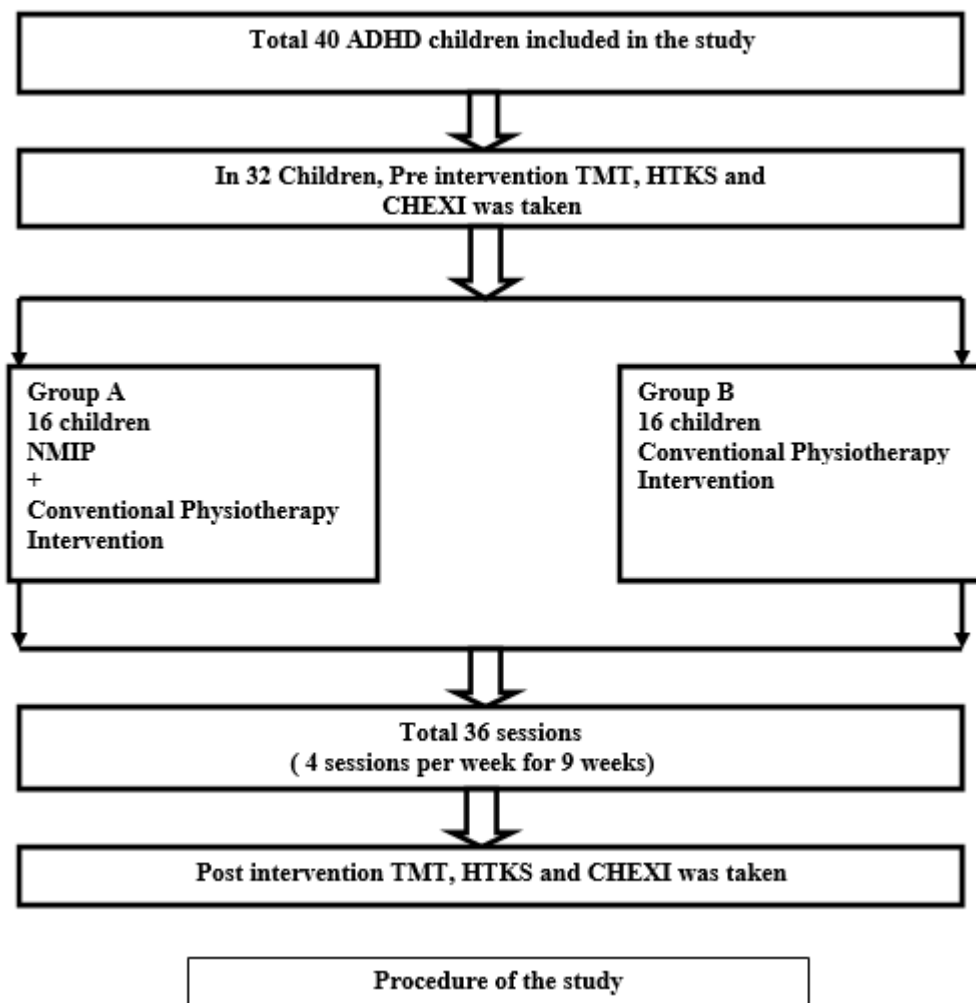 Total 40 ADHD children included in the study
In 32 Children, Pre intervention TMT, HTKS and
CHEXI was taken
Group A
16 children
NMIP
+
Conventional Physiotherapy
Intervention
Group B
16 children
Conventional Physiotherapy
Intervention
Total 36 sessions
( 4 sessions per week for 9 weeks)
Post intervention TMT, HTKS and CHEXI was taken
Procedure of the study